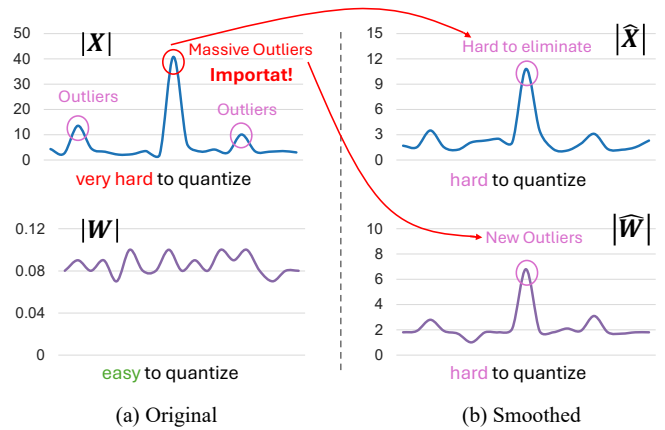 |X|
50
40
30
20
10
0
Outliers
Massive Outliers
Importat!
Outliers
very hard to quantize
|W|
0.12
0.08
0.04
0
easy to quantize
(a) Original
|X̂|
15
12
9
6
3
0
Hard to eliminate
hard to quantize
|Ŵ|
10
8
6
4
2
0
New Outliers
hard to quantize
(b) Smoothed